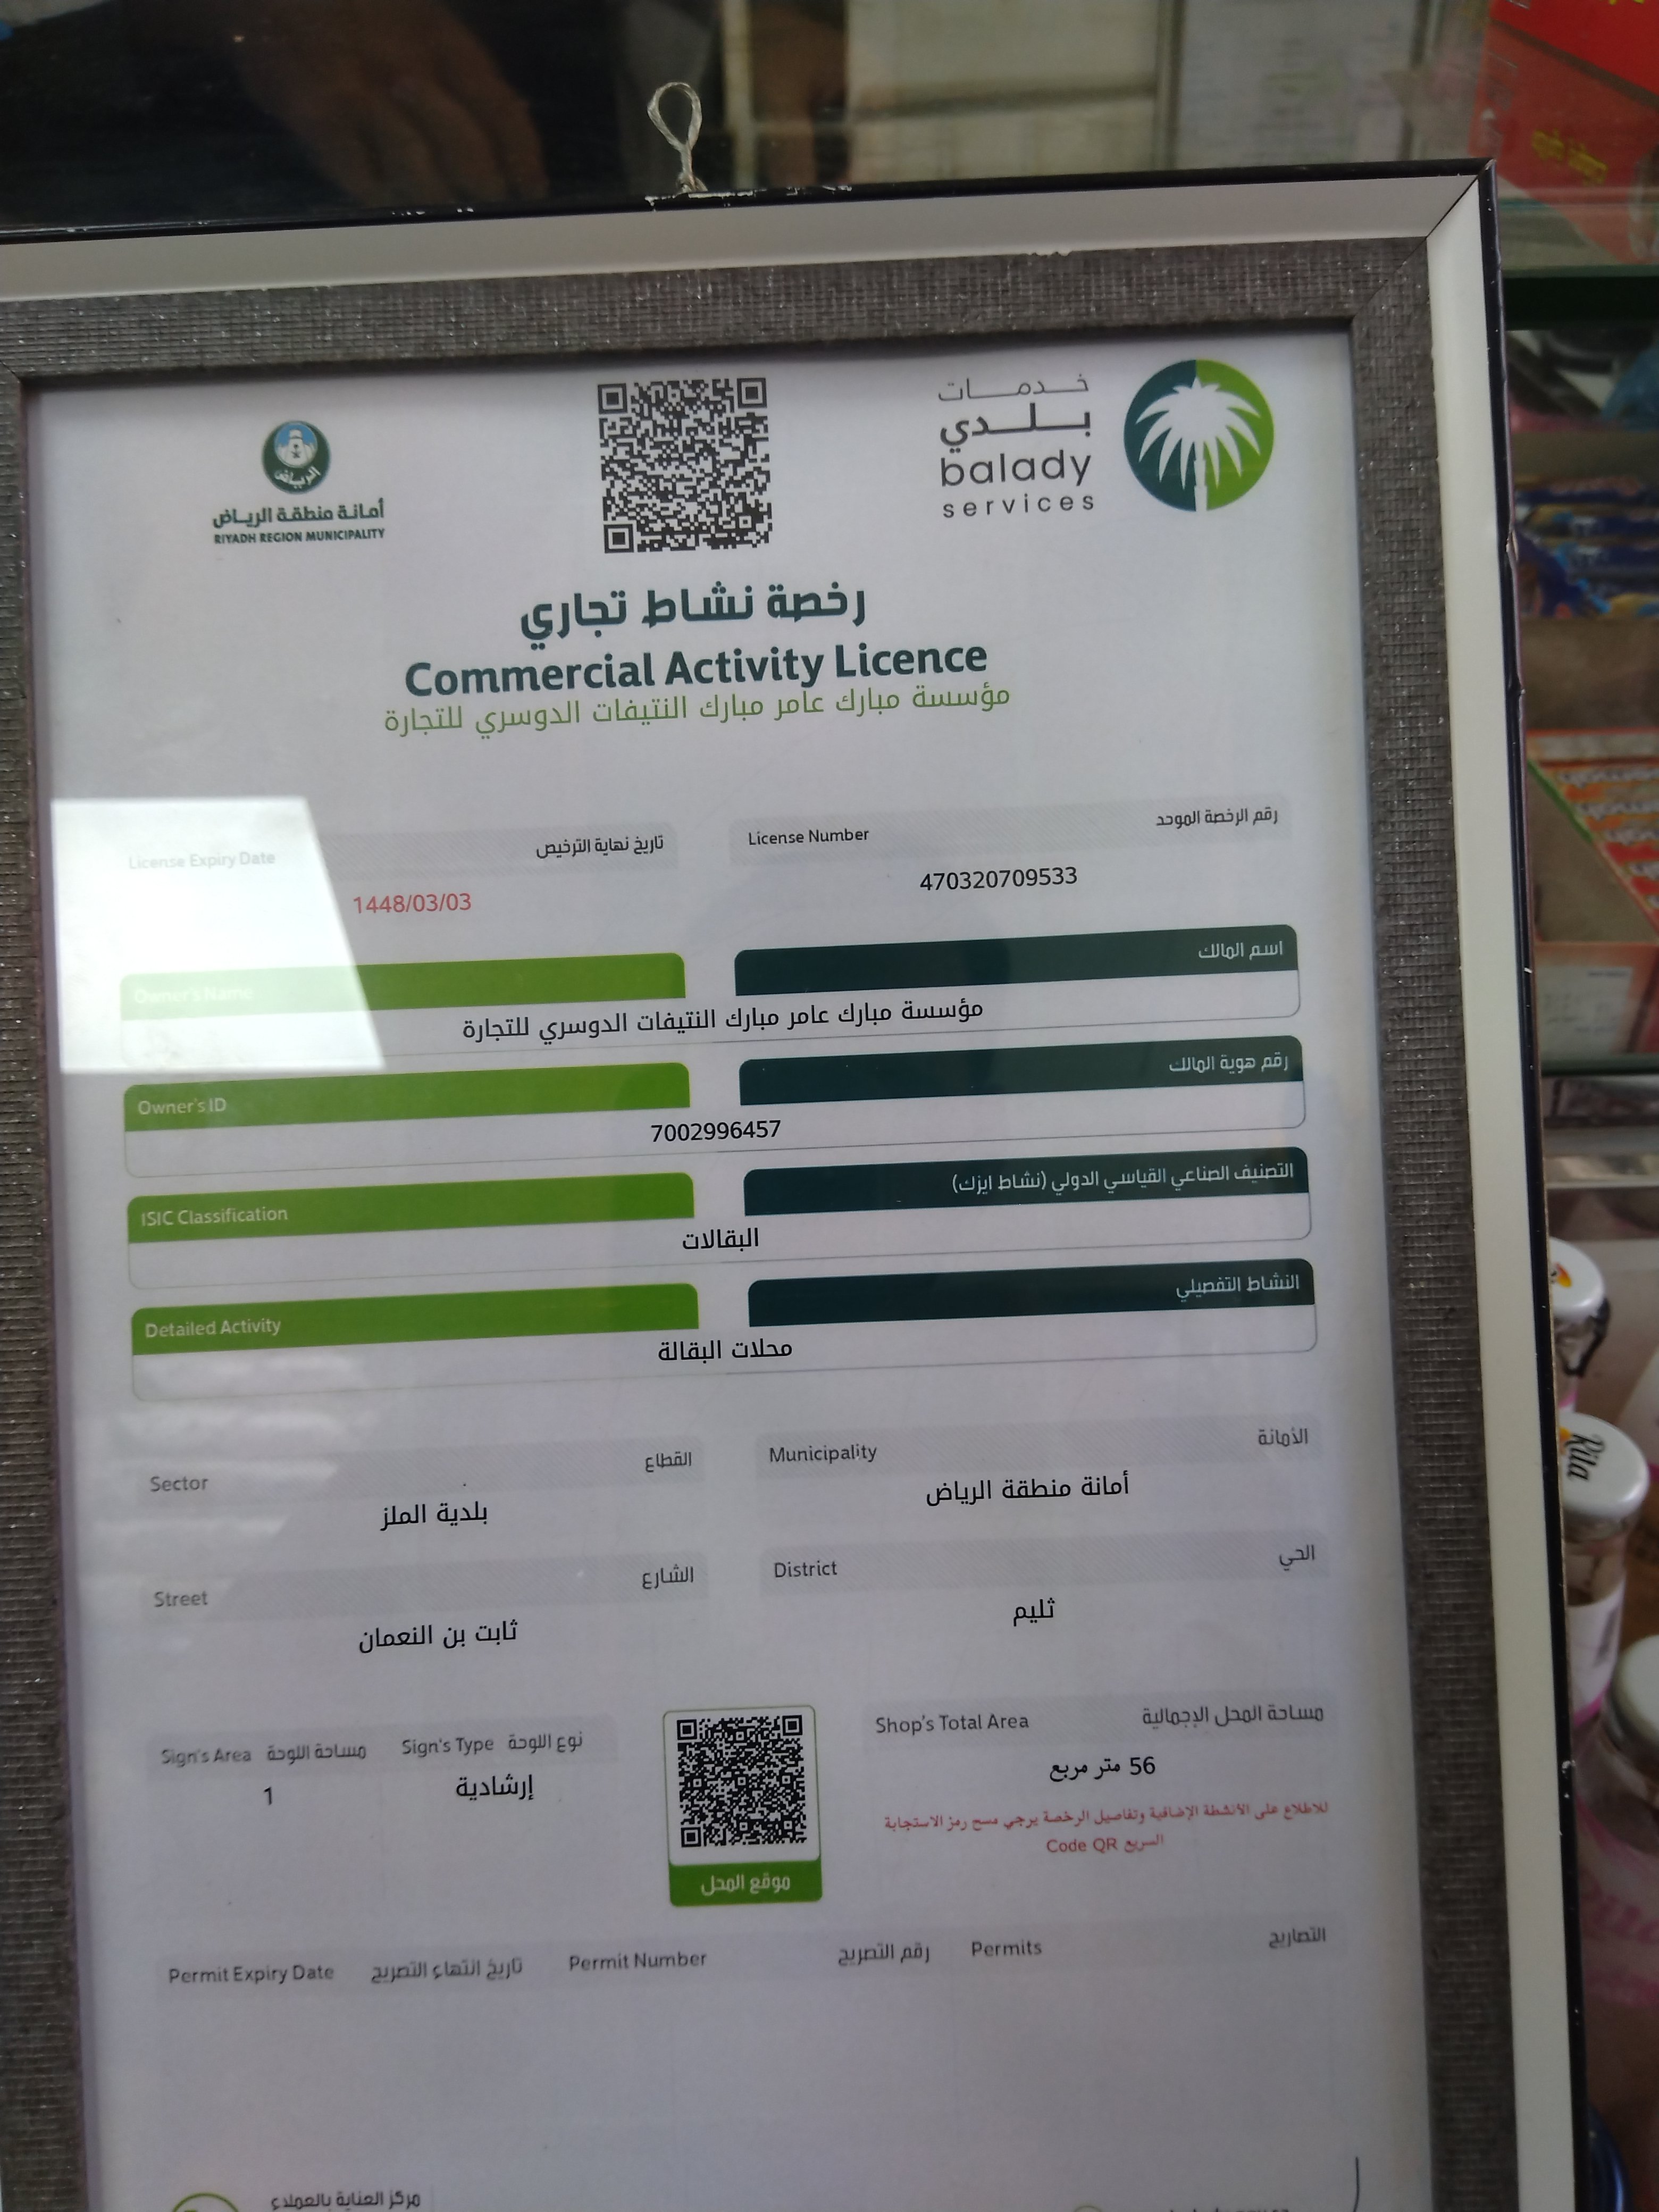 خدمات
بلدي
balady
services
الرياض
أمانة منطقة الرياض
RIYADH REGION MUNICIPALITY
رخصة نشاط تجاري
Commercial Activity Licence
مؤسسة مبارك عامر مبارك النتيفات الدوسري للتجارة
رقم الرخصة الموحد License Number
470320709533
تاريخ نهاية الترخيص License Expiry Date
1448/03/03
اسم المالك Owner's Name
مؤسسة مبارك عامر مبارك النتيفات الدوسري للتجارة
رقم هوية المالك Owner's ID
7002996457
التصنيف الصناعي القياسي الدولي (نشاط ايزك) ISIC Classification
البقالات
النشاط التفصيلي Detailed Activity
محلات البقالة
الأمانة Municipality
أمانة منطقة الرياض
القطاع Sector
بلدية الملز
الحي District
ثليم
الشارع Street
ثابت بن النعمان
مساحة المحل الإجمالية Shop's Total Area
56 متر مربع
للاطلاع على الأنشطة الإضافية وتفاصيل الرخصة يرجي مسح رمز الاستجابة
السريع Code QR
موقع المحل
نوع اللوحة Sign's Type
إرشادية
مساحة اللوحة Sign's Area
1
التصاريح Permits
رقم التصريح Permit Number
تاريخ انتهاء التصريح Permit Expiry Date
مركز العناية بالعملاء
Rita